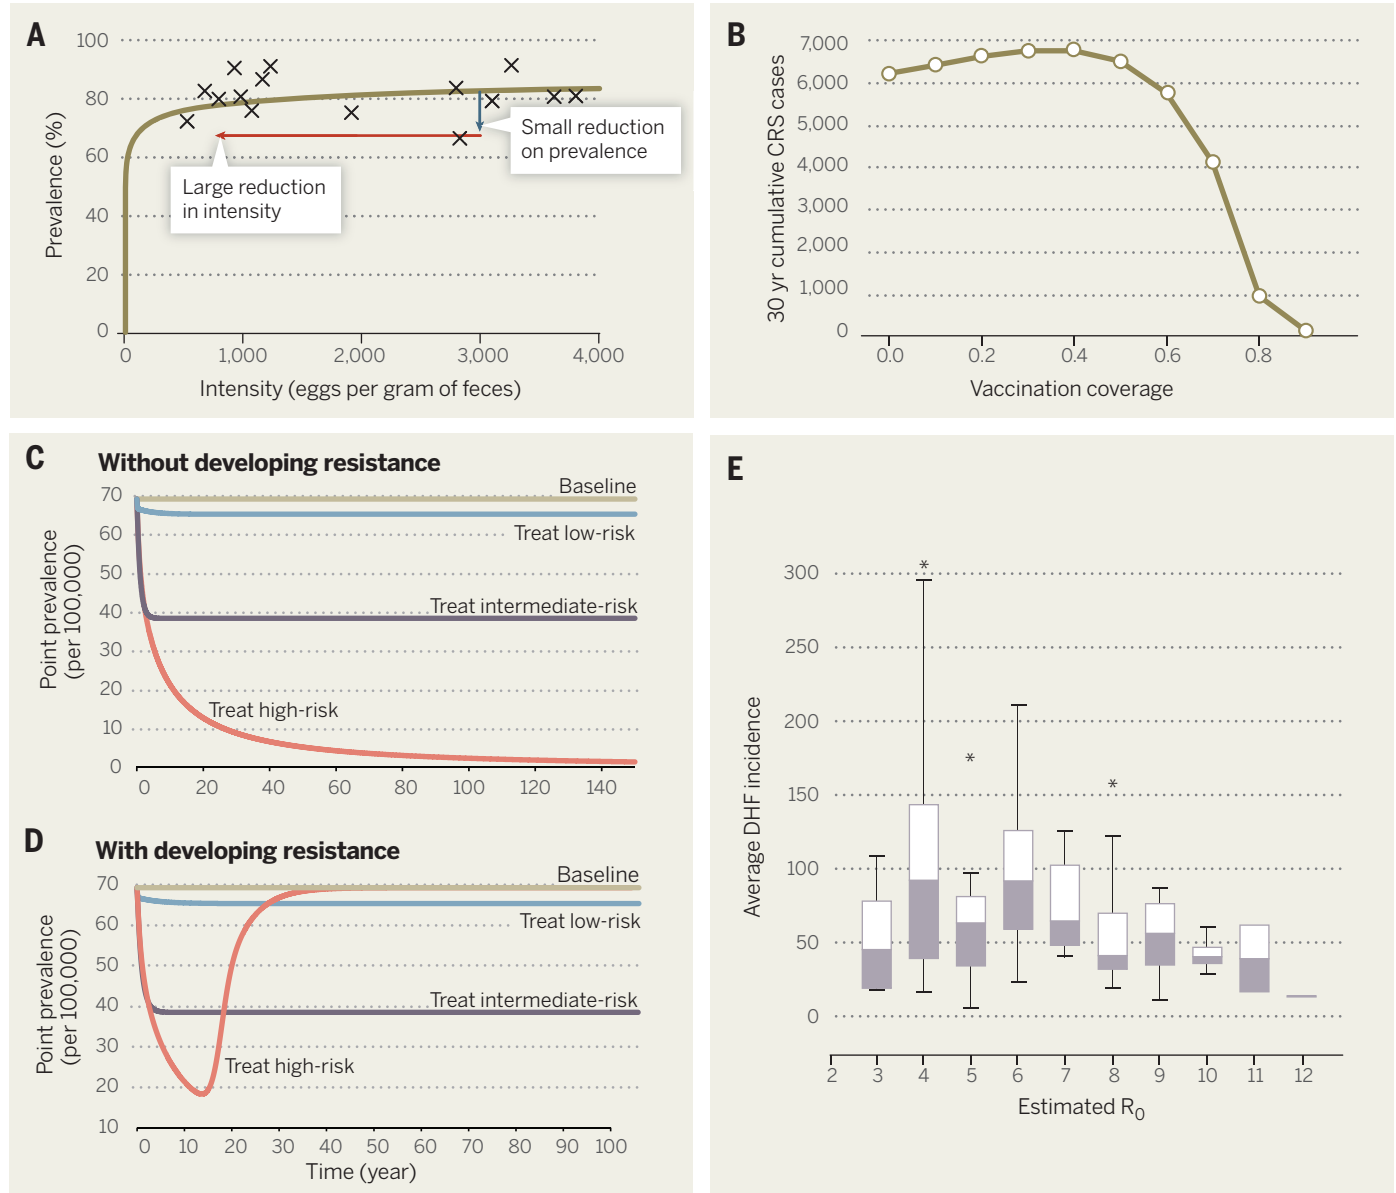 A
100
80
60
40
20
0
Prevalence (%)
Small reduction
on prevalence
Large reduction
in intensity
0 1,000 2,000 3,000 4,000
Intensity (eggs per gram of feces)
B
7,000
6,000
5,000
4,000
3,000
2,000
1,000
0
30 yr cumulative CRS cases
0.0 0.2 0.4 0.6 0.8
Vaccination coverage
C
Without developing resistance
70
60
50
40
30
20
10
0
Point prevalence
(per 100,000)
Baseline
Treat low-risk
Treat intermediate-risk
Treat high-risk
0 20 40 60 80 100 120 140
D
With developing resistance
70
60
50
40
30
20
10
Point prevalence
(per 100,000)
Baseline
Treat low-risk
Treat intermediate-risk
Treat high-risk
0 10 20 30 40 50 60 70 80 90 100
Time (year)
E
300
250
200
150
100
50
0
Average DHF incidence
*
*
*
2 3 4 5 6 7 8 9 10 11 12
Estimated R0